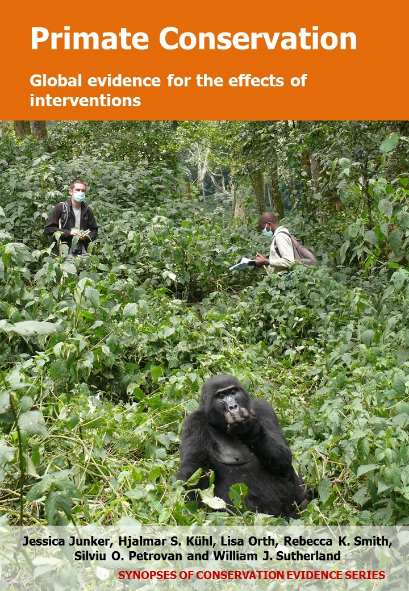 Primate Conservation
Global evidence for the effects of
interventions
Jessica Junker, Hjalmar S. Kühl, Lisa Orth, Rebecca K. Smith,
Silviu O. Petrovan and William J. Sutherland
SYNOPSES OF CONSERVATION EVIDENCE SERIES